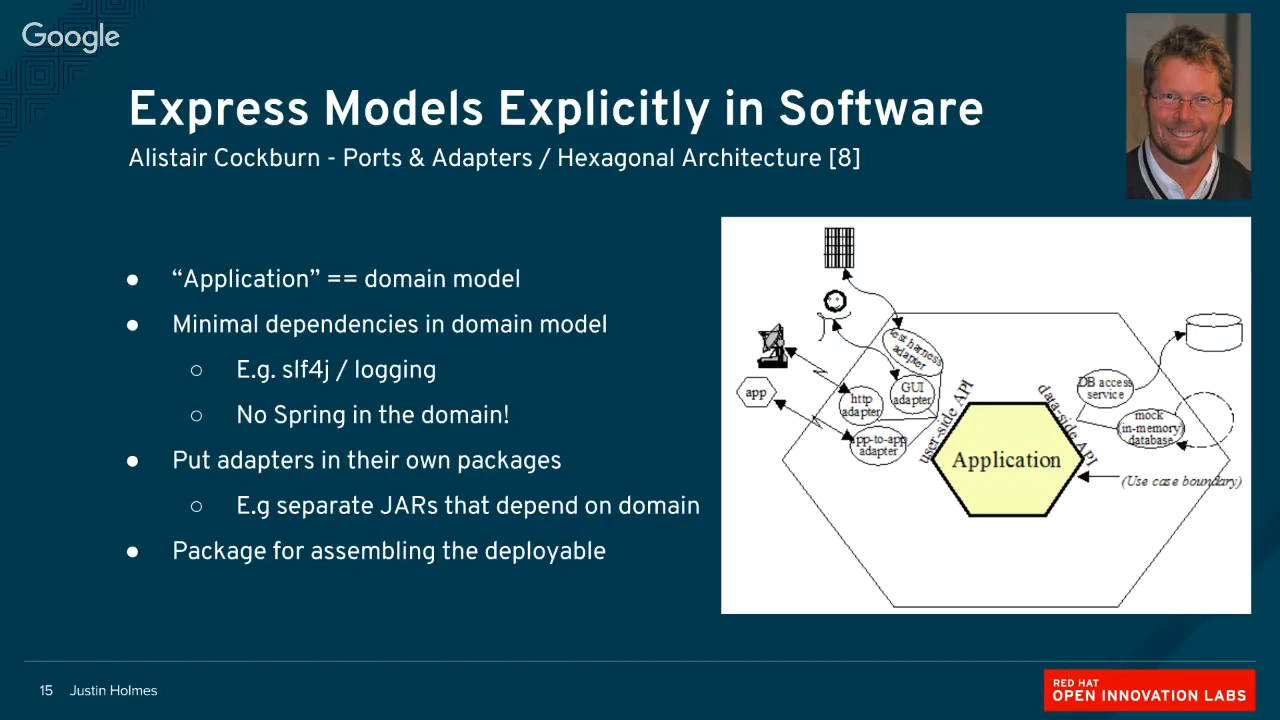 Google
Express Models Explicitly in Software
Alistair Cockburn - Ports & Adapters / Hexagonal Architecture [8]
● “Application” == domain model
● Minimal dependencies in domain model
○ E.g. slf4j / logging
○ No Spring in the domain!
● Put adapters in their own packages
○ E.g separate JARs that depend on domain
● Package for assembling the deployable
test harness
adapter
GUI
adapter
http
adapter
app
app-to-app
adapter
user-side API
Application
data-side API
DB access
service
mock
(in-memory)
database
(Use case boundary)
15 Justin Holmes
RED HAT
OPEN INNOVATION LABS